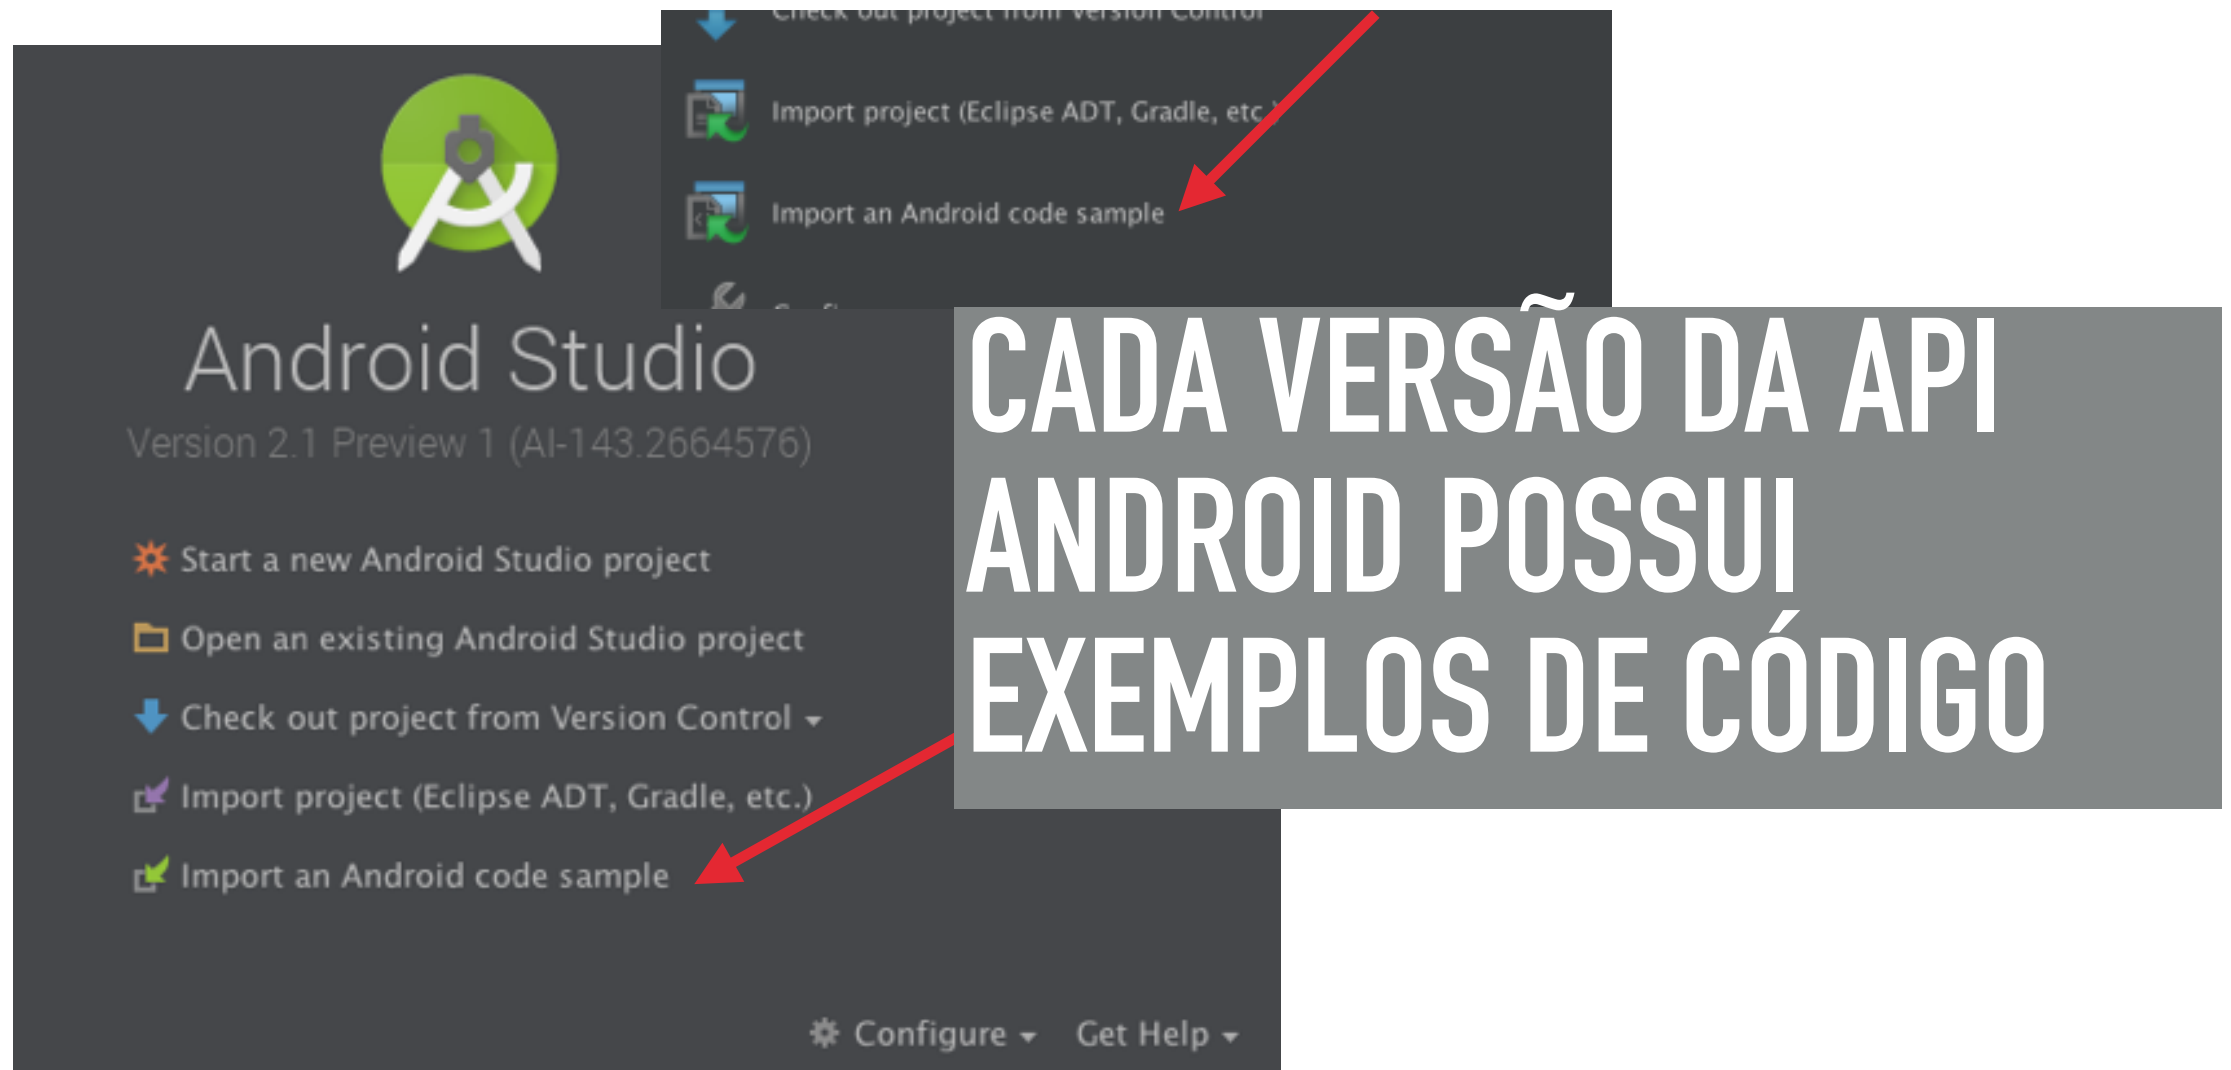 Check out project from Version Control
Import project (Eclipse ADT, Gradle, etc.)
Import an Android code sample
Android Studio
Version 2.1 Preview 1 (AI-143.2664576)
Start a new Android Studio project
Open an existing Android Studio project
Check out project from Version Control
Import project (Eclipse ADT, Gradle, etc.)
Import an Android code sample
Configure
Get Help
CADA VERSÃO DA API
ANDROID POSSUI
EXEMPLOS DE CÓDIGO